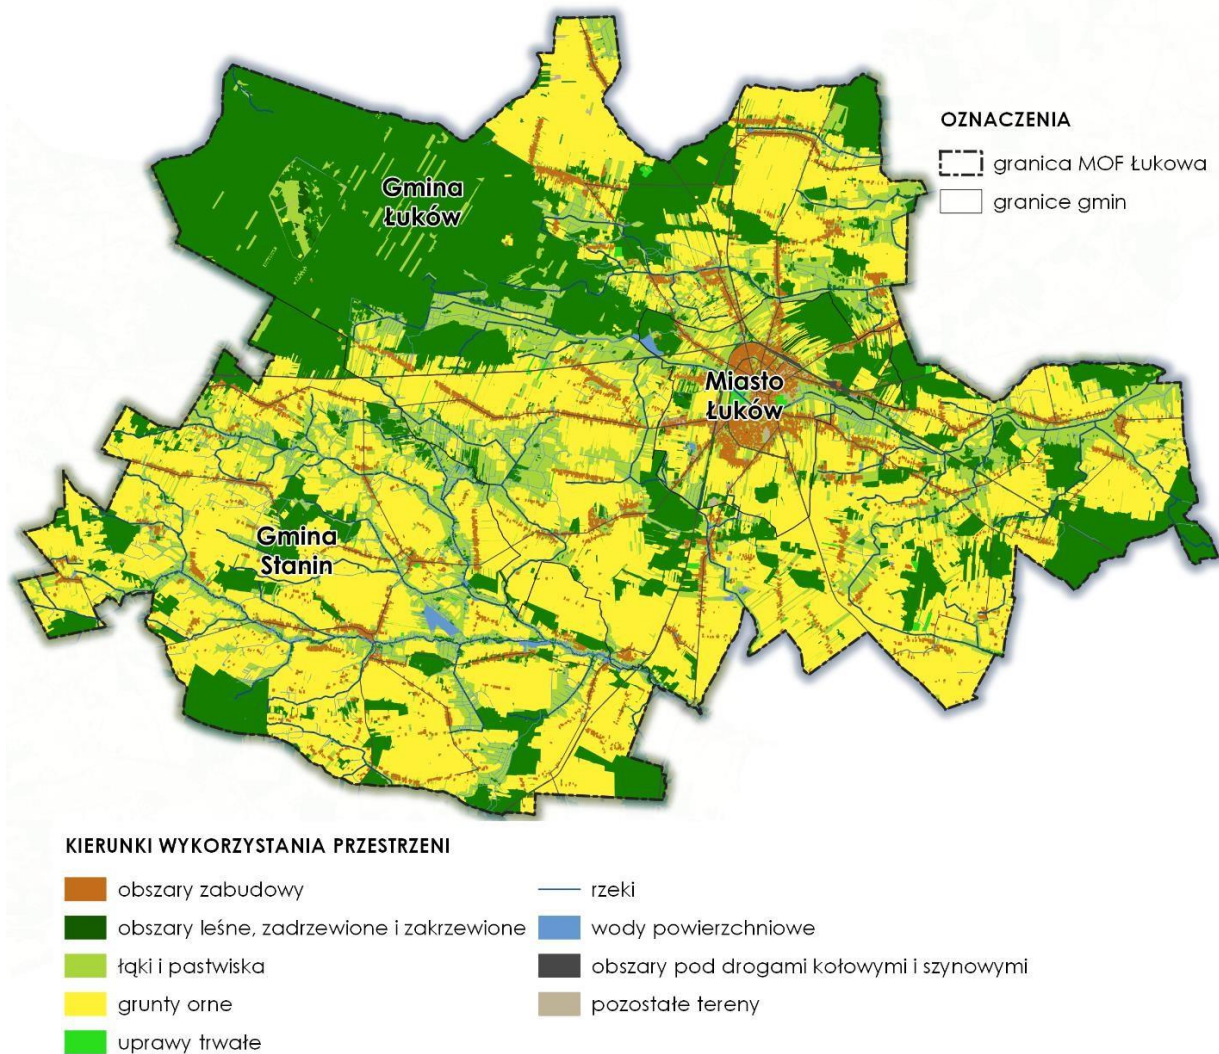 OZNACZENIA
granica MOF Łukowa
granice gmin
Gmina
Łuków
Miasto
Łuków
Gmina
Stanin
KIERUNKI WYKORZYSTANIA PRZESTRZENI
obszary zabudowy
obszary leśne, zadrzewione i zakrzewione
łąki i pastwiska
grunty orne
uprawy trwałe
rzeki
wody powierzchniowe
obszary pod drogami kołowymi i szynowymi
pozostałe tereny